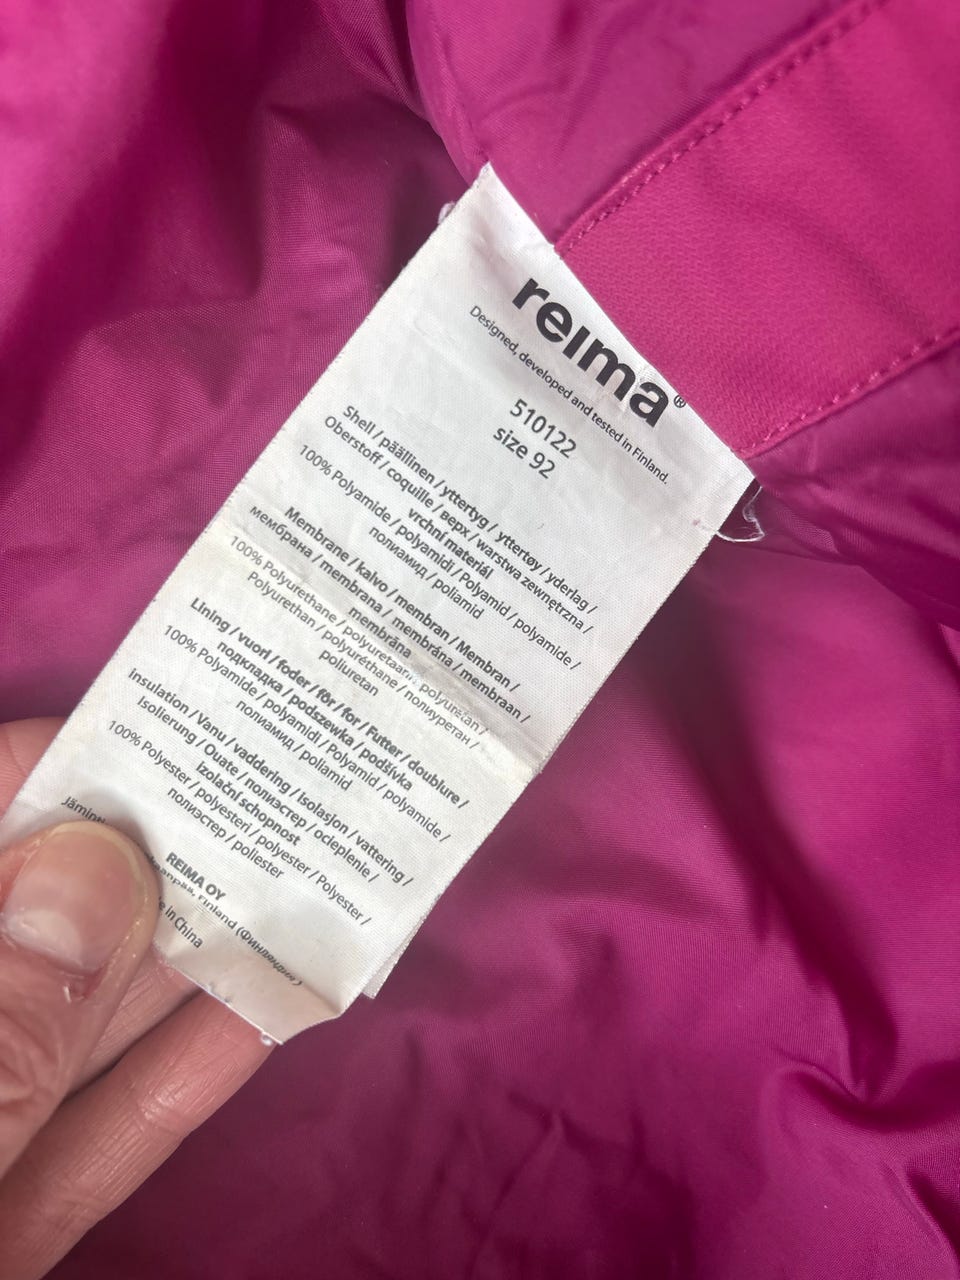 reima®
Designed, developed and tested in Finland.
510122
size 92
Shell / päällinen / yttertyg / yttertøy / yderlag /
Oberstoff / coquille / верх / warstwa zewnętrzna /
vrchní materiál
100% Polyamide / polyamidi / Polyamid / polyamide /
полиамид / poliamid
Membrane / kalvo / membran / Membran /
мембрана / membrana / membrána / membraan /
membrāna
100% Polyurethane / polyuretaani / polyuretan /
Polyurethan / polyuréthane / полиуретан /
poliuretan
Lining / vuori / foder / fôr / for / Futter / doublure /
подкладка / podszewka / podšívka
100% Polyamide / polyamidi / Polyamid / polyamide /
полиамид / poliamid
Insulation / Vanu / vaddering / Isolasjon / vattering /
Isolierung / Ouate / полиэстер / ocieplenie /
izolační schopnost
100% Polyester / polyesteri / polyester / Polyester /
полиэстер / poliester
REIMA OY
Finland (Финляндия)
in China